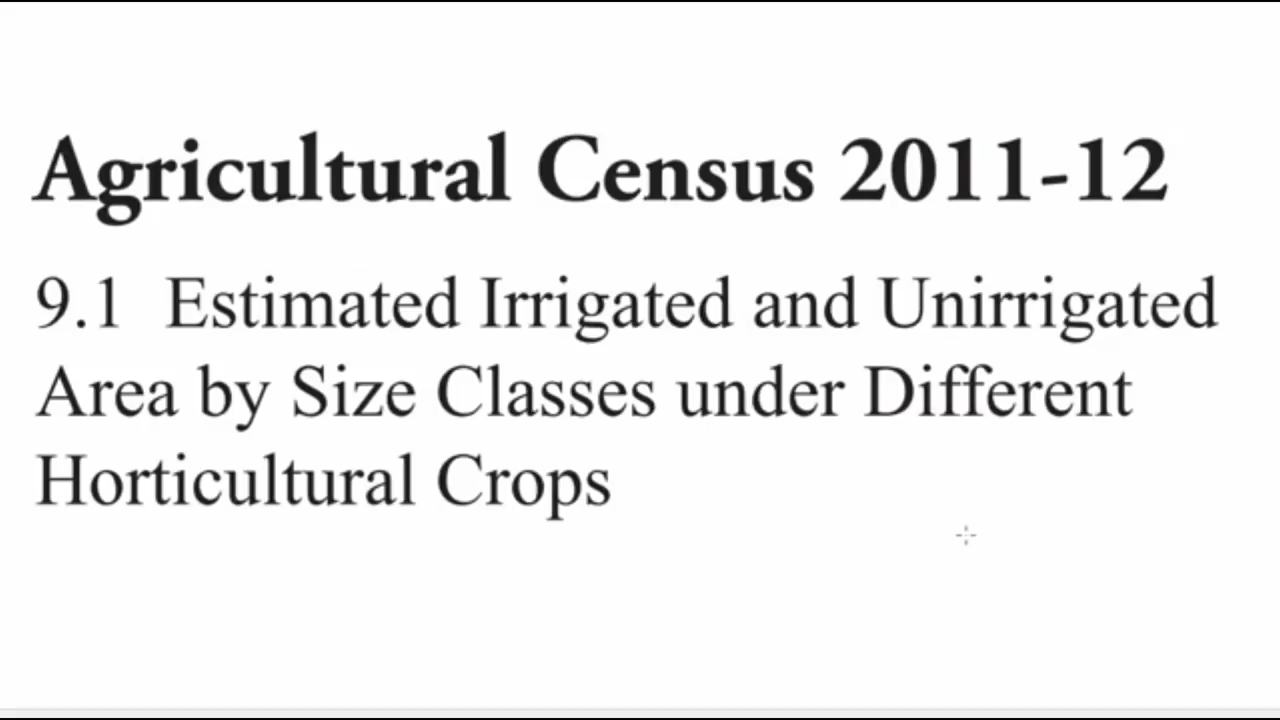 Agricultural Census 2011-12
9.1 Estimated Irrigated and Unirrigated
Area by Size Classes under Different
Horticultural Crops